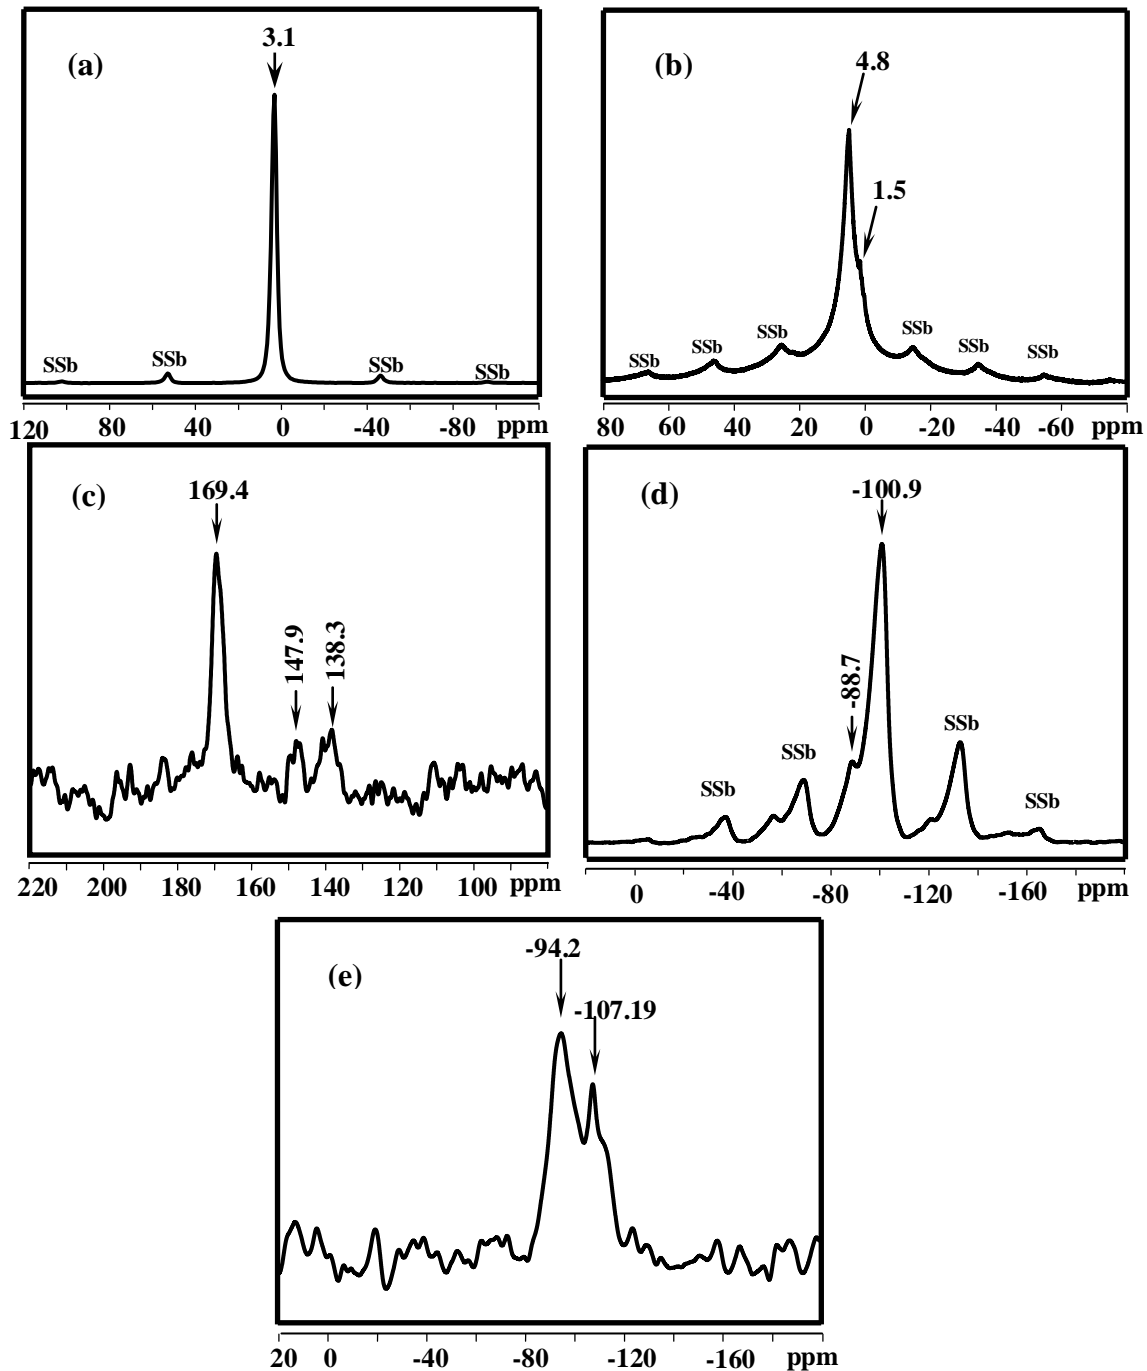 (a)
3.1
SSb SSb SSb SSb
120 80 40 0 -40 -80 ppm
(b)
4.8
1.5
SSb SSb SSb SSb SSb SSb
80 60 40 20 0 -20 -40 -60 ppm
(c)
169.4
147.9
138.3
220 200 180 160 140 120 100 ppm
(d)
-100.9
-88.7
SSb SSb SSb SSb
0 -40 -80 -120 -160 ppm
(e)
-94.2
-107.19
20 0 -40 -80 -120 -160 ppm